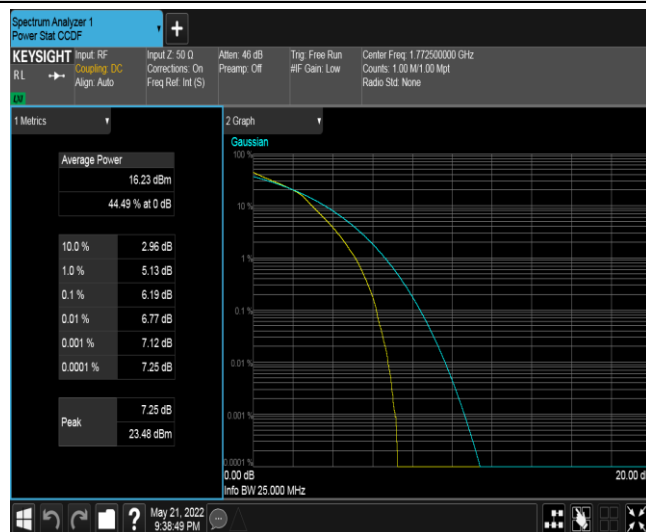 Spectrum Analyzer 1
Power Stat CCDF
+
KEYSIGHT
RL
LM
Input: RF
Coupling: DC
Align: Auto
Input Z: 50 Ω
Corrections: On
Freq Ref: Int (S)
Atten: 46 dB
Preamp: Off
Trig: Free Run
#IF Gain: Low
Center Freq: 1.772500000 GHz
Counts: 1.00 M/1.00 Mpt
Radio Std: None
1 Metrics
Average Power
16.23 dBm
44.49 % at 0 dB
10.0 % 2.96 dB
1.0 % 5.13 dB
0.1 % 6.19 dB
0.01 % 6.77 dB
0.001 % 7.12 dB
0.0001 % 7.25 dB
Peak
7.25 dB
23.48 dBm
2 Graph
Gaussian
100 %
10 %
1 %
0.1 %
0.01 %
0.001 %
0.0001 %
0.00 dB
20.00 d
Info BW 25.000 MHz
?
May 21, 2022
9:38:49 PM